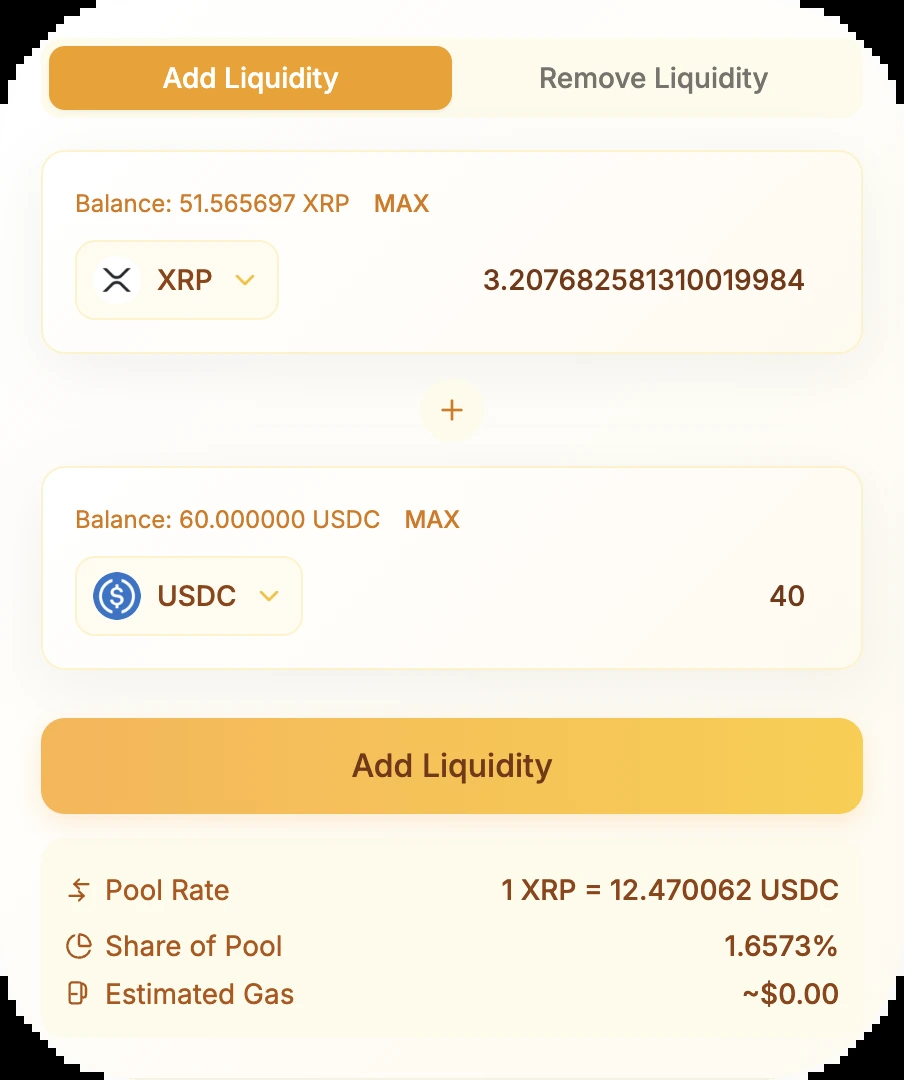 Add Liquidity Remove Liquidity
Balance: 51.565697 XRP MAX
XRP 3.207682581310019984
+
Balance: 60.000000 USDC MAX
USDC 40
Add Liquidity
Pool Rate 1 XRP = 12.470062 USDC
Share of Pool 1.6573%
Estimated Gas ~$0.00